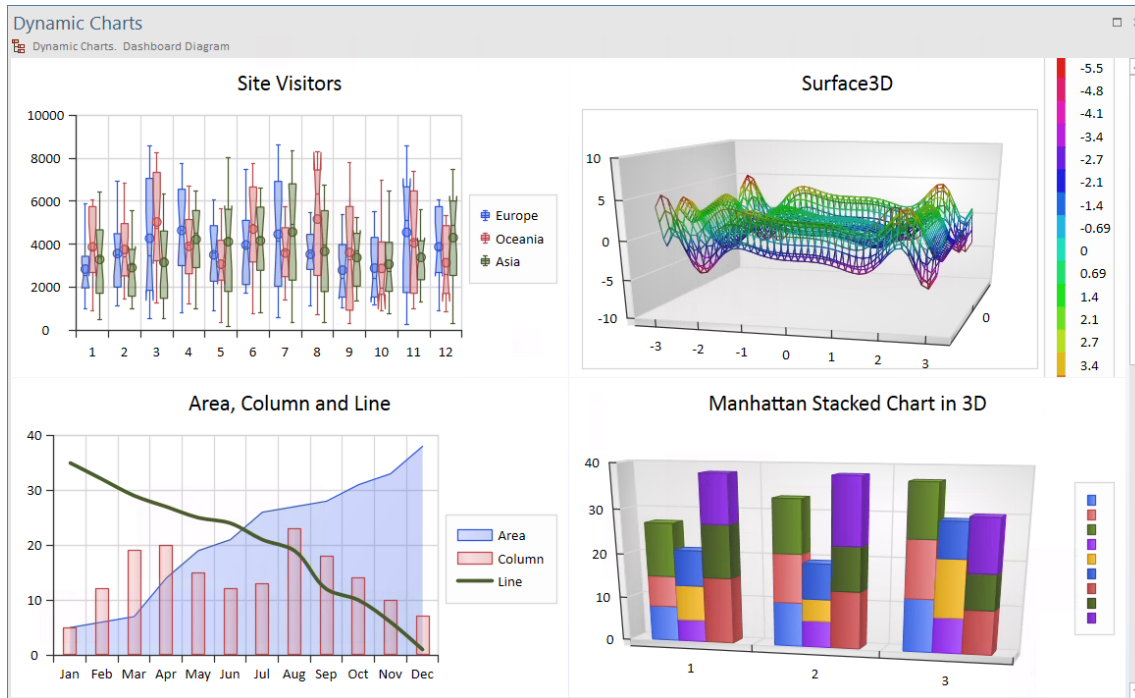 Dynamic Charts
Dynamic Charts. Dashboard Diagram
Site Visitors
10000
8000
6000
4000
2000
0
1 2 3 4 5 6 7 8 9 10 11 12
Europe
Oceania
Asia
Surface3D
10
5
0
-5
-10
-3 -2 -1 0 1 2 3
0
-5.5
-4.8
-4.1
-3.4
-2.7
-2.1
-1.4
-0.69
0
0.69
1.4
2.1
2.7
3.4
Area, Column and Line
40
30
20
10
0
Jan Feb Mar Apr May Jun Jul Aug Sep Oct Nov Dec
Area
Column
Line
Manhattan Stacked Chart in 3D
40
30
20
10
0
1 2 3